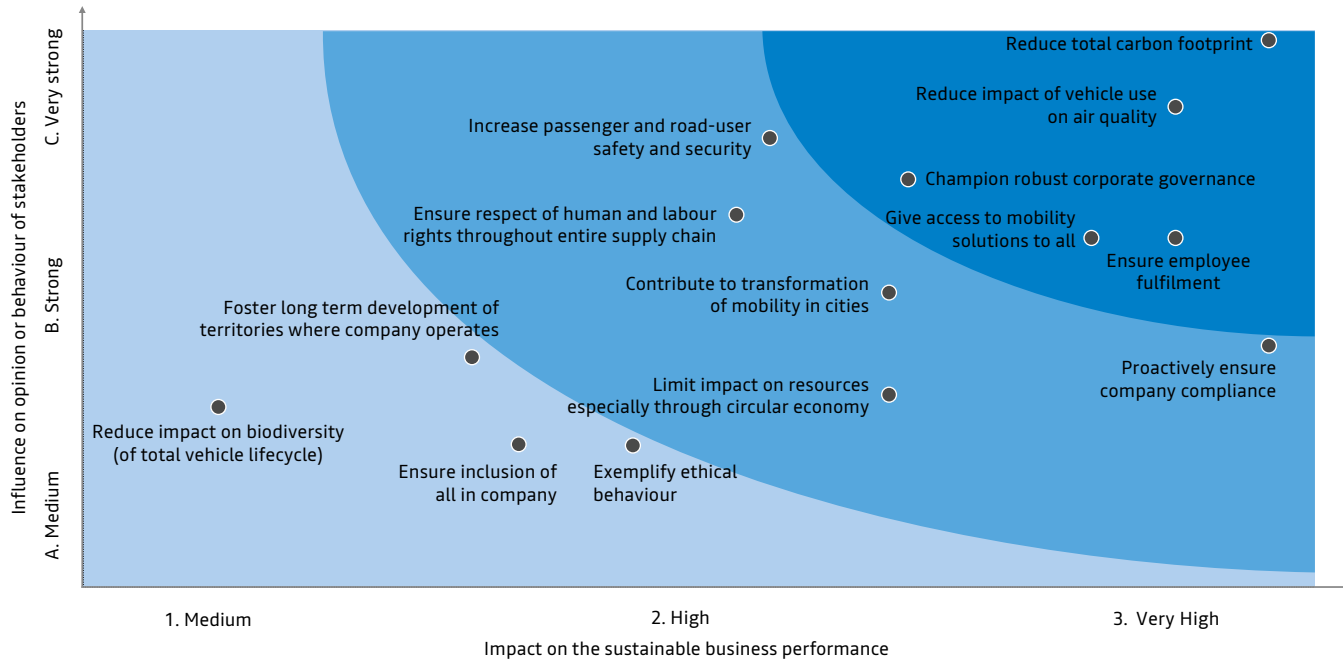 Influence on opinion or behaviour of stakeholders
C. Very strong
B. Strong
A. Medium
Reduce total carbon footprint
Reduce impact of vehicle use
on air quality
Increase passenger and road-user
safety and security
Champion robust corporate governance
Ensure respect of human and labour
rights throughout entire supply chain
Give access to mobility
solutions to all
Ensure employee
fulfilment
Contribute to transformation
of mobility in cities
Foster long term development of
territories where company operates
Proactively ensure
company compliance
Limit impact on resources
especially through circular economy
Reduce impact on biodiversity
(of total vehicle lifecycle)
Ensure inclusion of
all in company
Exemplify ethical
behaviour
1. Medium
2. High
3. Very High
Impact on the sustainable business performance